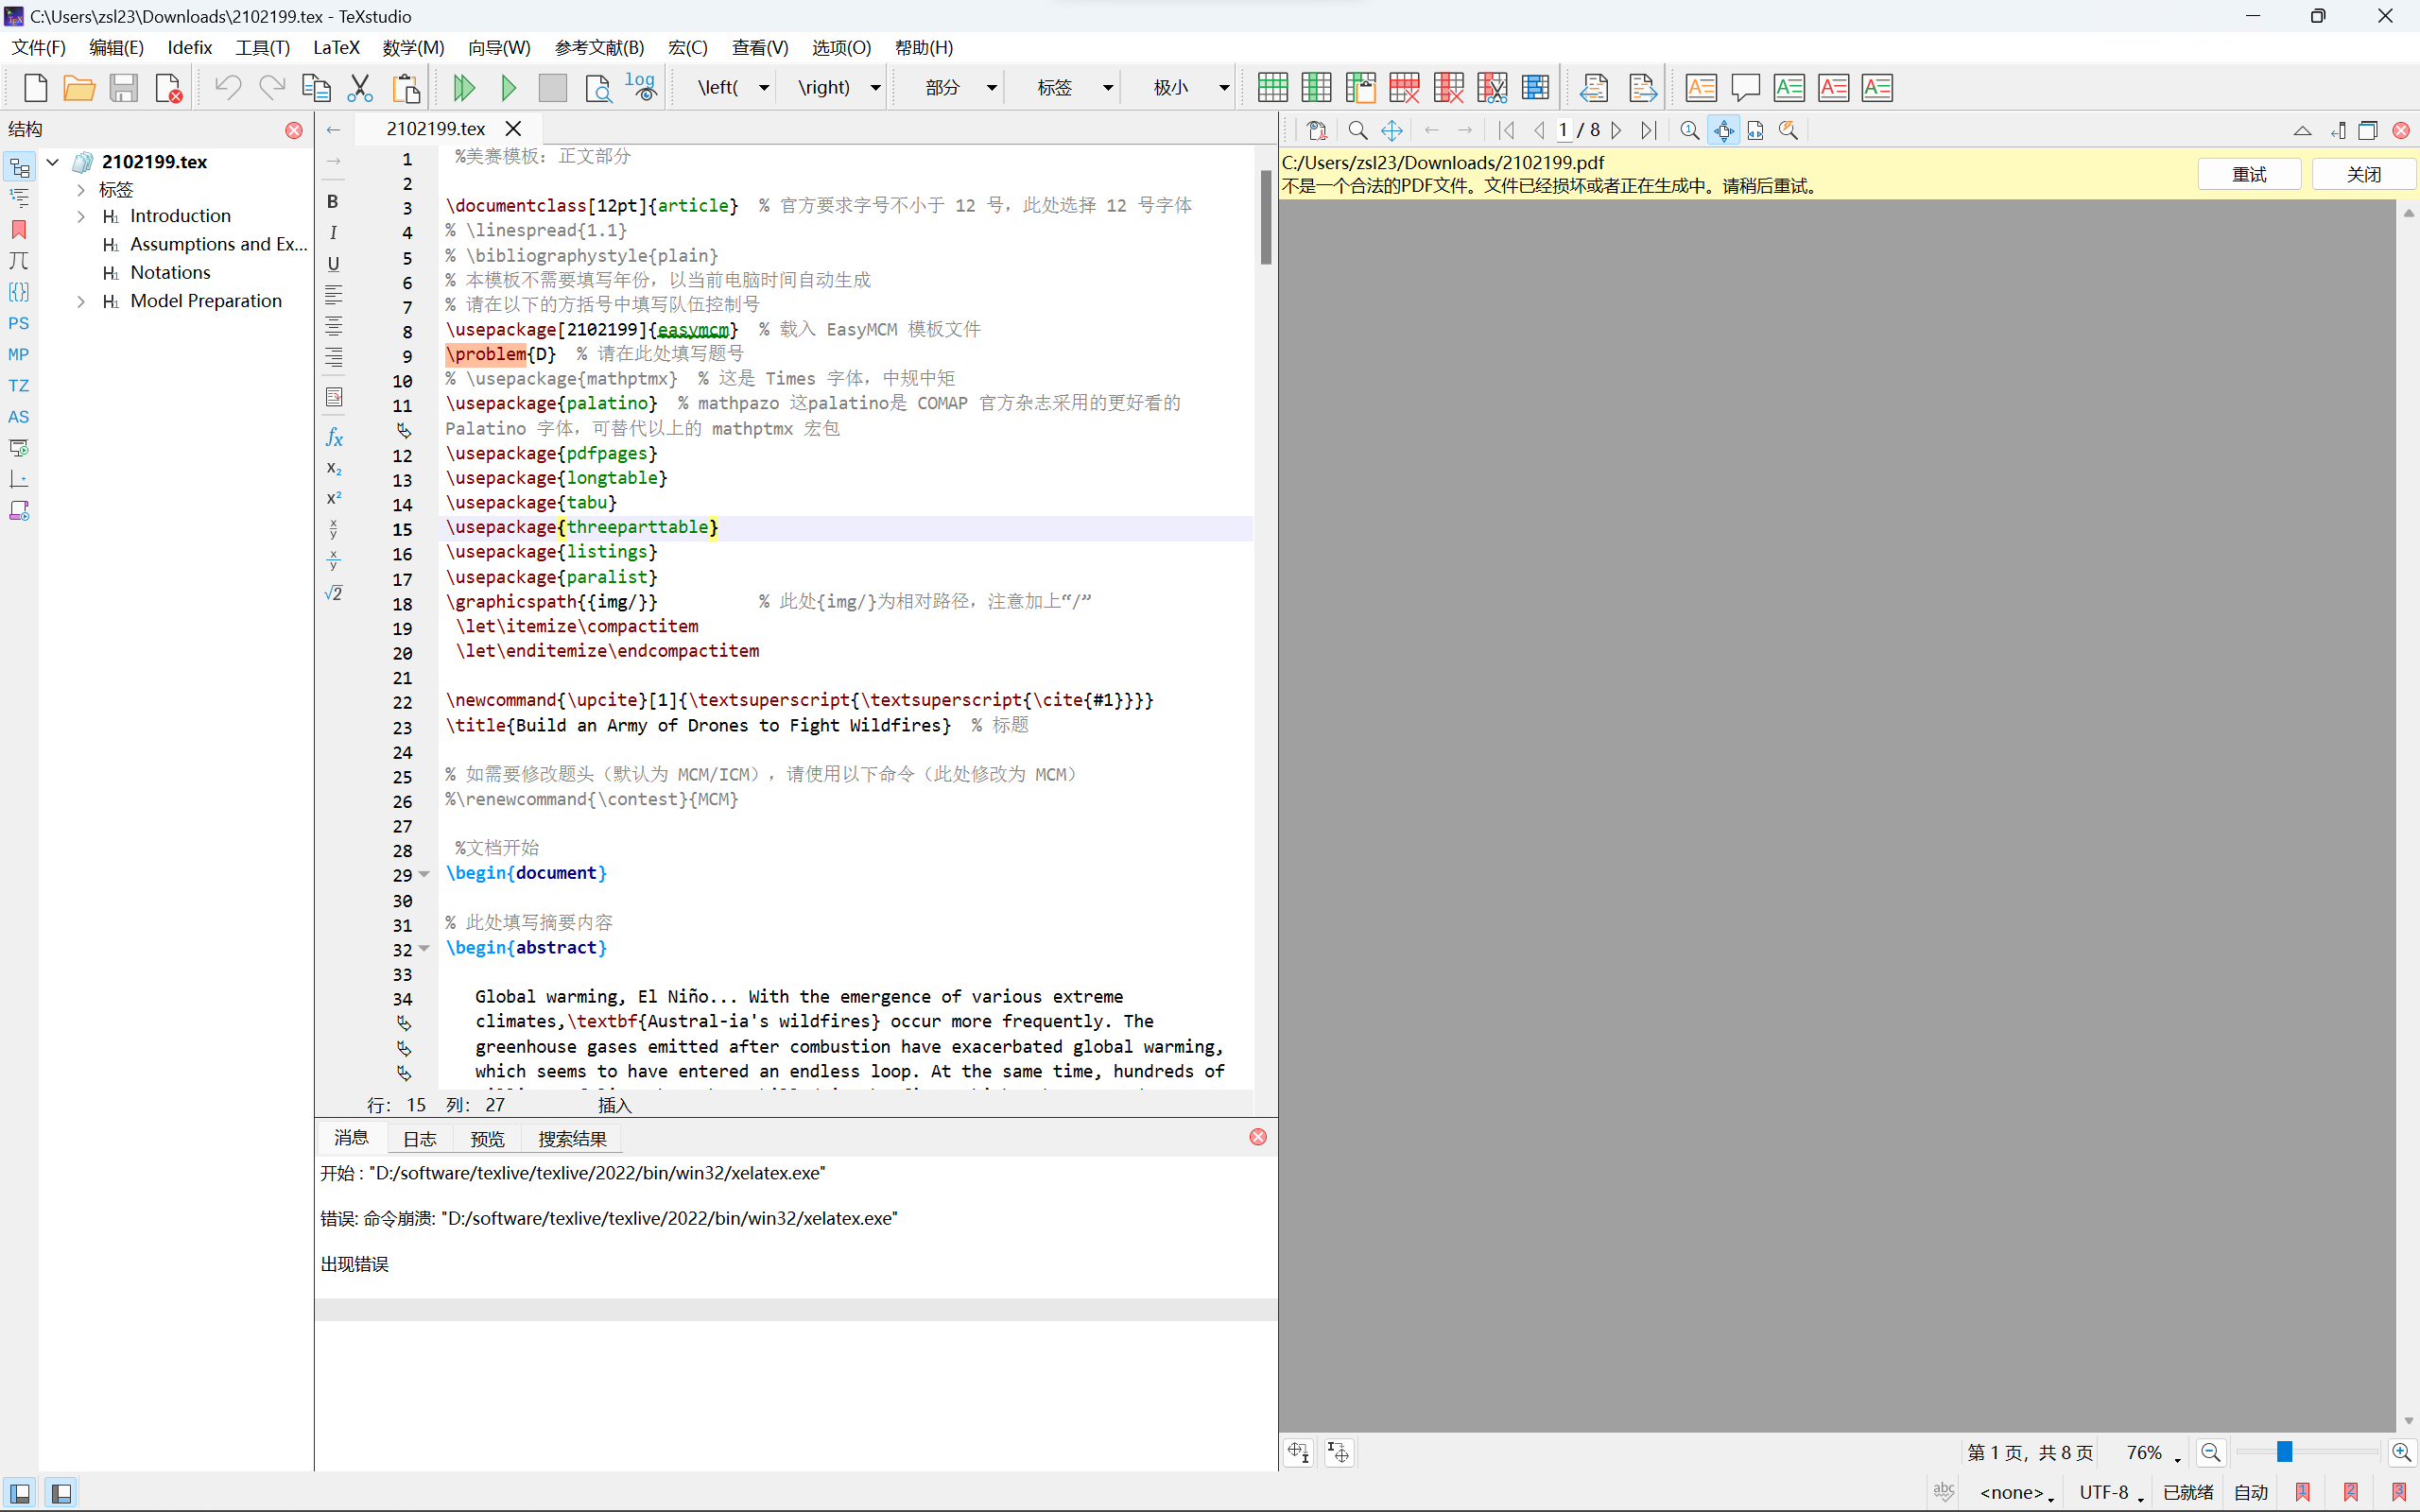 C:\Users\zsl23\Downloads\2102199.tex - TeXstudio
文件(F) 编辑(E) Idefix 工具(T) LaTeX 数学(M) 向导(W) 参考文献(B) 宏(C) 查看(V) 选项(O) 帮助(H)
log \left( \right) 部分 标签 极小
结构
2102199.tex
标签
Introduction
Assumptions and Ex...
Notations
Model Preparation
PS
MP
TZ
AS
2102199.tex
1 %美赛模板：正文部分
2
3 \documentclass[12pt]{article} % 官方要求字号不小于 12 号，此处选择 12 号字体
4 % \linespread{1.1}
5 % \bibliographystyle{plain}
6 % 本模板不需要填写年份，以当前电脑时间自动生成
7 % 请在以下的方括号中填写队伍控制号
8 \usepackage[2102199]{easymcm} % 载入 EasyMCM 模板文件
9 \problem{D} % 请在此处填写题号
10 % \usepackage{mathptmx} % 这是 Times 字体，中规中矩
11 \usepackage{palatino} % mathpazo 这palatino是 COMAP 官方杂志采用的更好看的
Palatino 字体，可替代以上的 mathptmx 宏包
12 \usepackage{pdfpages}
13 \usepackage{longtable}
14 \usepackage{tabu}
15 \usepackage{threeparttable}
16 \usepackage{listings}
17 \usepackage{paralist}
18 \graphicspath{{img/}} % 此处{img/}为相对路径，注意加上“/”
19 \let\itemize\compactitem
20 \let\enditemize\endcompactitem
21
22 \newcommand{\upcite}[1]{\textsuperscript{\textsuperscript{\cite{#1}}}}
23 \title{Build an Army of Drones to Fight Wildfires} % 标题
24
25 % 如需要修改题头（默认为 MCM/ICM），请使用以下命令（此处修改为 MCM）
26 %\renewcommand{\contest}{MCM}
27
28 %文档开始
29 \begin{document}
30
31 % 此处填写摘要内容
32 \begin{abstract}
33
34 Global warming, El Niño... With the emergence of various extreme
climates,\textbf{Austral-ia's wildfires} occur more frequently. The
greenhouse gases emitted after combustion have exacerbated global warming,
which seems to have entered an endless loop. At the same time, hundreds of
行: 15 列: 27 插入
消息 日志 预览 搜索结果
开始 : "D:/software/texlive/texlive/2022/bin/win32/xelatex.exe"
错误: 命令崩溃: "D:/software/texlive/texlive/2022/bin/win32/xelatex.exe"
出现错误
1 / 8
C:/Users/zsl23/Downloads/2102199.pdf
不是一个合法的PDF文件。文件已经损坏或者正在生成中。请稍后重试。
重试 关闭
第 1 页，共 8 页 76%
<none> UTF-8 已就绪 自动